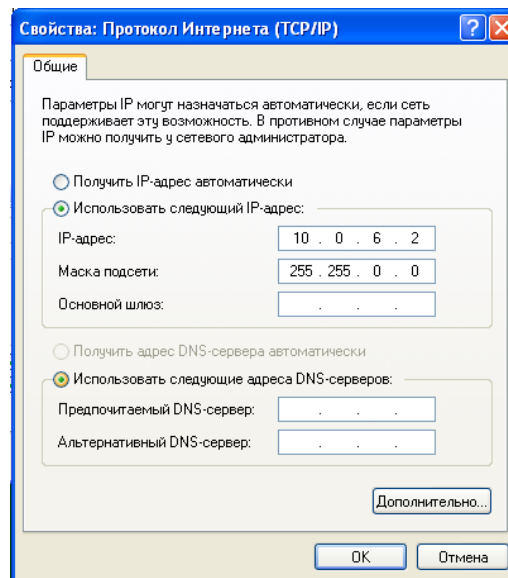 Свойства: Протокол Интернета (TCP/IP)
Общие
Параметры IP могут назначаться автоматически, если сеть
поддерживает эту возможность. В противном случае параметры
IP можно получить у сетевого администратора.
Получить IP-адрес автоматически
Использовать следующий IP-адрес:
IP-адрес: 10 . 0 . 6 . 2
Маска подсети: 255 . 255 . 0 . 0
Основной шлюз: . . .
Получить адрес DNS-сервера автоматически
Использовать следующие адреса DNS-серверов:
Предпочитаемый DNS-сервер: . . .
Альтернативный DNS-сервер: . . .
Дополнительно...
OK Отмена